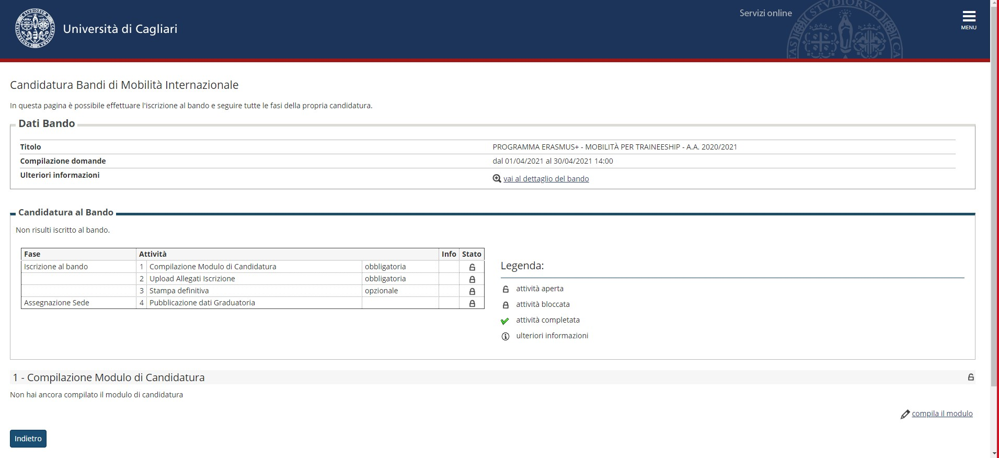 Università di Cagliari
Servizi online
MENU
Candidatura Bandi di Mobilità Internazionale
In questa pagina è possibile effettuare l'iscrizione al bando e seguire tutte le fasi della propria candidatura.
Dati Bando
Titolo PROGRAMMA ERASMUS+ - MOBILITÀ PER TRAINEESHIP - A.A. 2020/2021
Compilazione domande dal 01/04/2021 al 30/04/2021 14:00
Ulteriori informazioni vai al dettaglio del bando
Candidatura al Bando
Non risulti iscritto al bando.
Fase Attività Info Stato
Iscrizione al bando 1 Compilazione Modulo di Candidatura obbligatoria
2 Upload Allegati Iscrizione obbligatoria
3 Stampa definitiva opzionale
Assegnazione Sede 4 Pubblicazione dati Graduatoria
Legenda:
attività aperta
attività bloccata
attività completata
ulteriori informazioni
1 - Compilazione Modulo di Candidatura
Non hai ancora compilato il modulo di candidatura
compila il modulo
Indietro